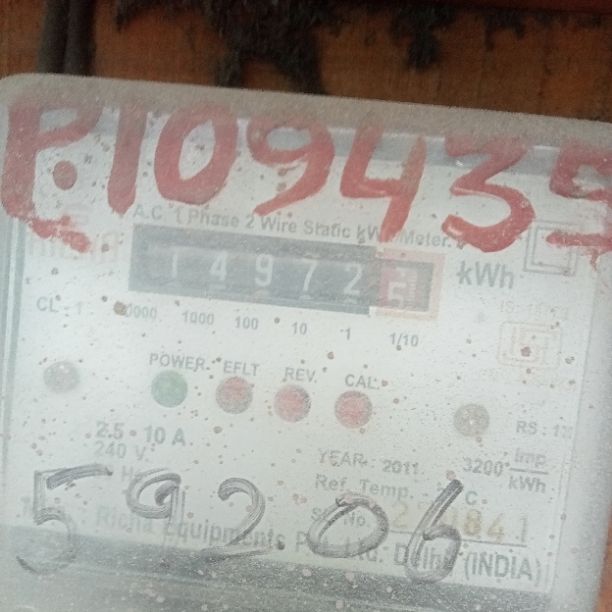 P109435
A.C. 1 Phase 2 Wire Static kWh Meter.
14972 5 kWh
CL : 1 10000 1000 100 10 1 1/10
POWER EFLT REV. CAL.
2.5 - 10 A
240 V
YEAR : 2011 3200 Imp/kWh
Ref. Temp. C
59206
Richa Equipments Pvt. Ltd. Delhi (INDIA)